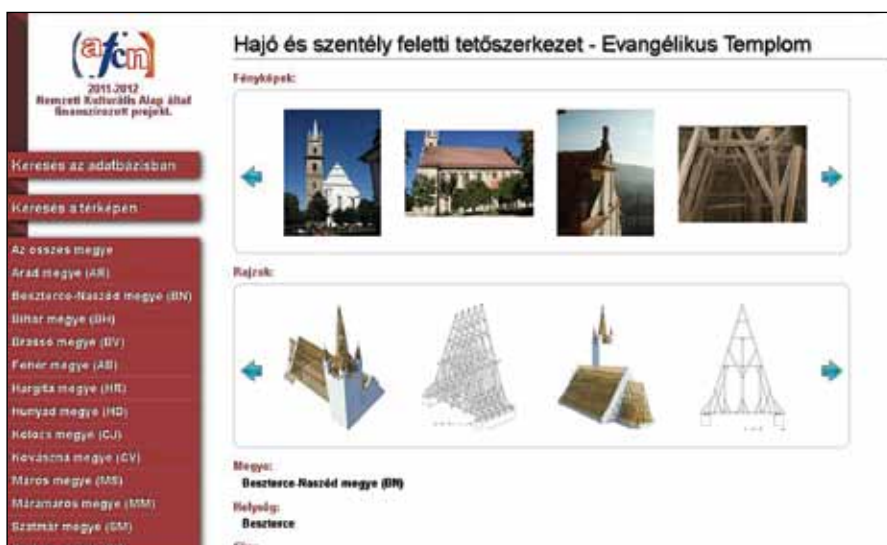 afcn
2011-2012
Nemzeti Kulturális Alap által
finanszírozott projekt.
Keresés az adatbázisban
Keresés a térképen
Az összes megye
Arad megye (AR)
Beszterce-Naszód megye (BN)
Bihar megye (BH)
Brassó megye (BV)
Fehér megye (AB)
Hargita megye (HR)
Hunyad megye (HD)
Kolozs megye (CJ)
Kovászna megye (CV)
Maros megye (MS)
Máramaros megye (MM)
Szatmár megye (SM)
Hajó és szentély feletti tetőszerkezet - Evangélikus Templom
Fényképek:
Rajzok:
Megye:
Beszterce-Naszód megye (BN)
Helység:
Beszterce